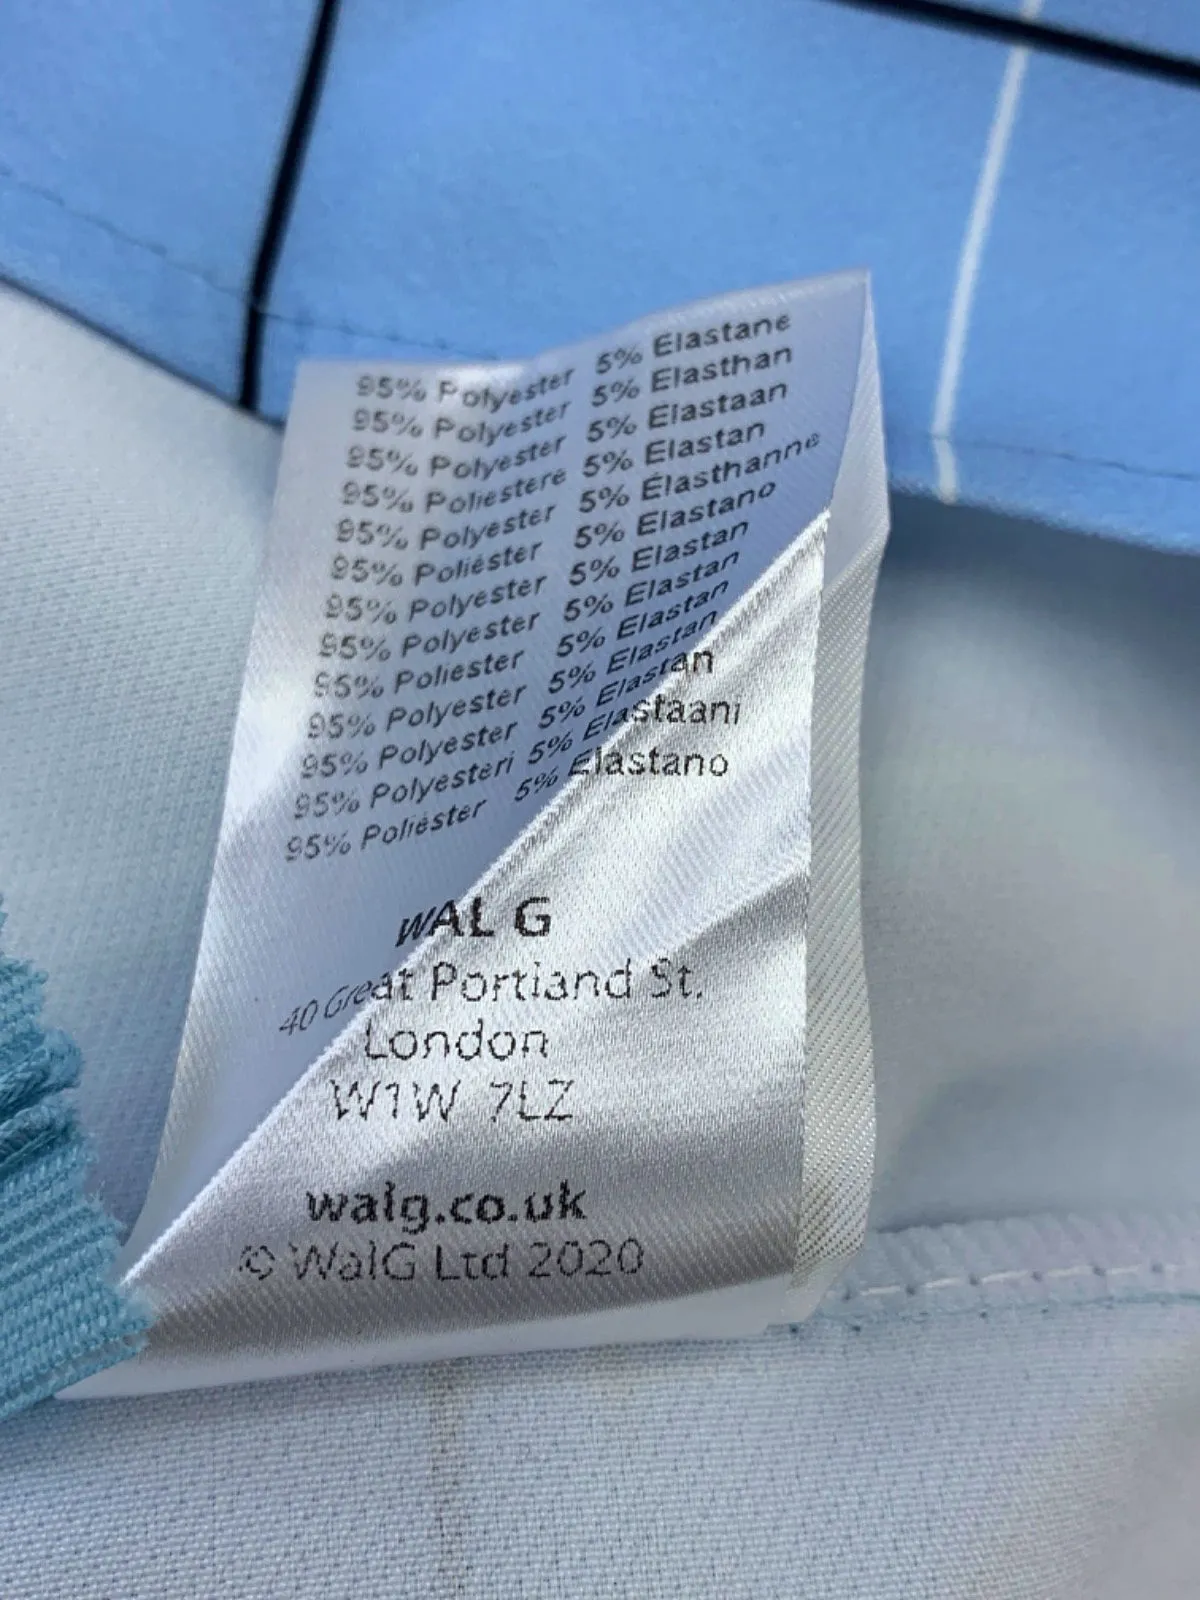 95% Polyester 5% Elastane
95% Polyester 5% Elasthan
95% Polyester 5% Elastaan
95% Poliestere 5% Elastan
95% Polyester 5% Élasthanne
95% Poliéster 5% Elastano
95% Polyester 5% Elastan
95% Polyester 5% Elastan
95% Poliester 5% Elastan
95% Polyester 5% Elastan
95% Polyester 5% Elastan
95% Polyesteri 5% Elastaani
95% Poliéster 5% Elastano
WAL G
40 Great Portland St.
London
W1W 7LZ
walg.co.uk
© WalG Ltd 2020